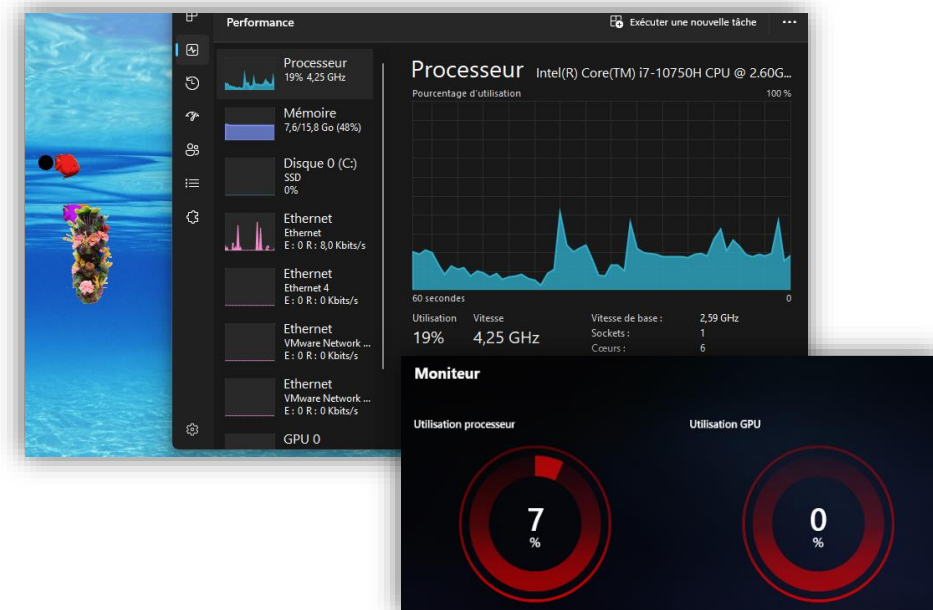 Performance
Exécuter une nouvelle tâche
Processeur
19% 4,25 GHz
Mémoire
7,6/15,8 Go (48%)
Disque 0 (C:)
SSD
0%
Ethernet
Ethernet
E : 0 R : 8,0 Kbits/s
Ethernet
Ethernet 4
E : 0 R : 0 Kbits/s
Ethernet
VMware Network ...
E : 0 R : 0 Kbits/s
Ethernet
VMware Network ...
E : 0 R : 0 Kbits/s
GPU 0
Processeur Intel(R) Core(TM) i7-10750H CPU @ 2.60G...
Pourcentage d'utilisation 100 %
60 secondes 0
Utilisation Vitesse Vitesse de base : 2,59 GHz
19% 4,25 GHz Sockets : 1
Cœurs : 6
Moniteur
Utilisation processeur Utilisation GPU
7 0
% %